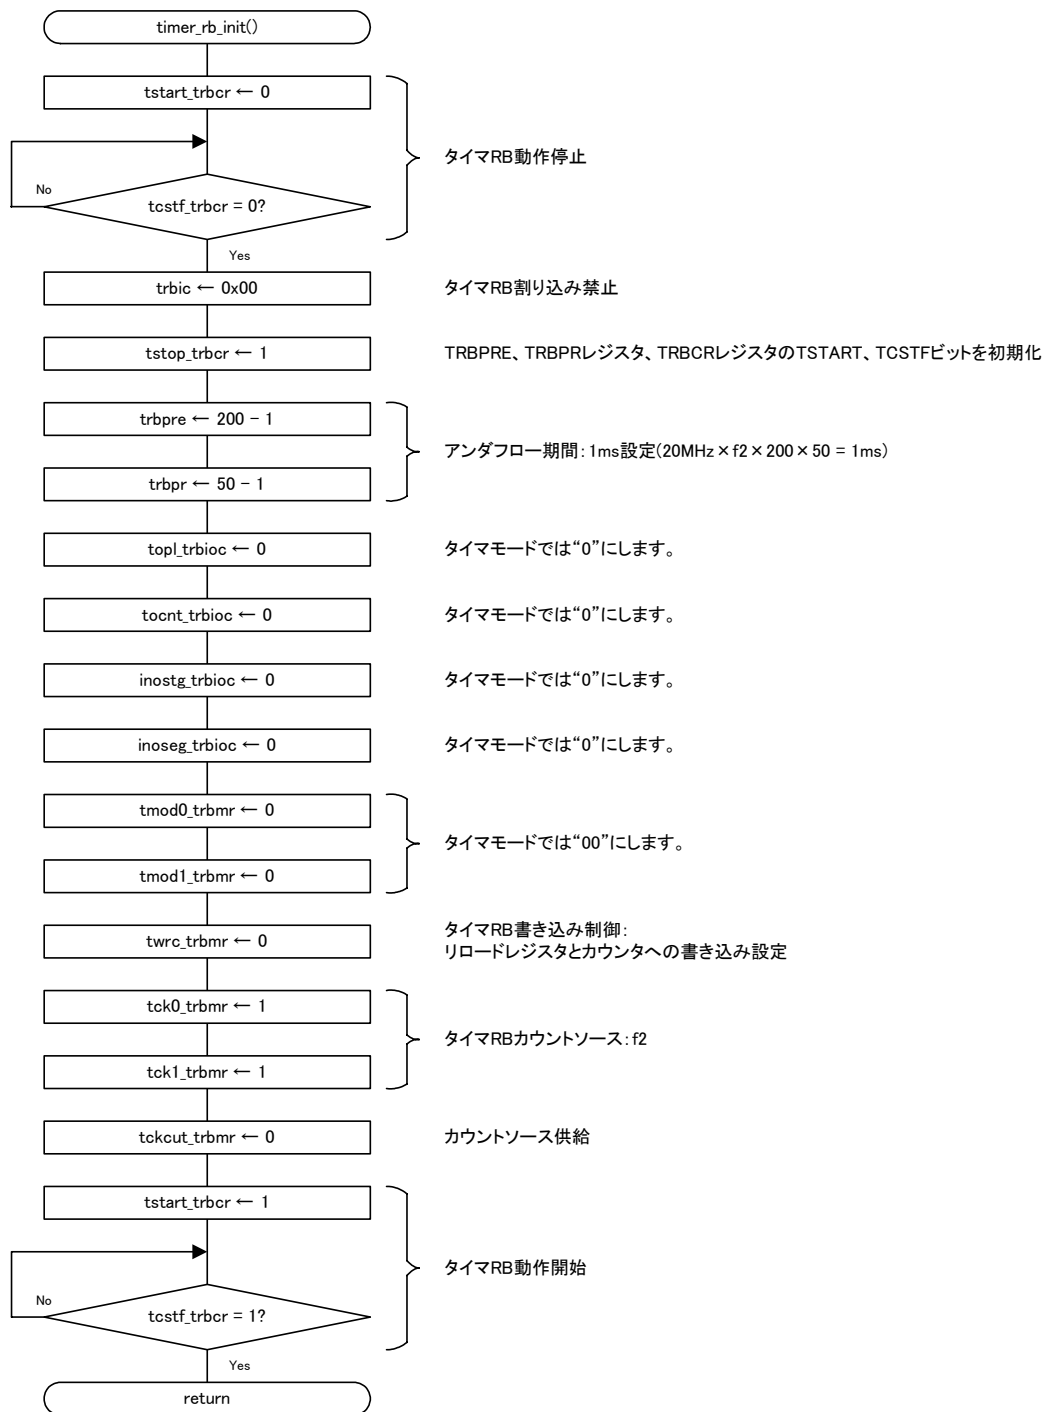 timer_rb_init()
tstart_trbcr ← 0
タイマRB動作停止
No
tcstf_trbcr = 0?
Yes
trbic ← 0x00
タイマRB割り込み禁止
tstop_trbcr ← 1
TRBPRE、TRBPRレジスタ、TRBCRレジスタのTSTART、TCSTFビットを初期化
trbpre ← 200 − 1
アンダフロー期間：1ms設定(20MHz×f2×200×50 = 1ms)
trbpr ← 50 − 1
topl_trbioc ← 0
タイマモードでは“0”にします。
tocnt_trbioc ← 0
タイマモードでは“0”にします。
inostg_trbioc ← 0
タイマモードでは“0”にします。
inoseg_trbioc ← 0
タイマモードでは“0”にします。
tmod0_trbmr ← 0
タイマモードでは“00”にします。
tmod1_trbmr ← 0
twrc_trbmr ← 0
タイマRB書き込み制御：
リロードレジスタとカウンタへの書き込み設定
tck0_trbmr ← 1
タイマRBカウントソース：f2
tck1_trbmr ← 1
tckcut_trbmr ← 0
カウントソース供給
tstart_trbcr ← 1
タイマRB動作開始
No
tcstf_trbcr = 1?
Yes
return